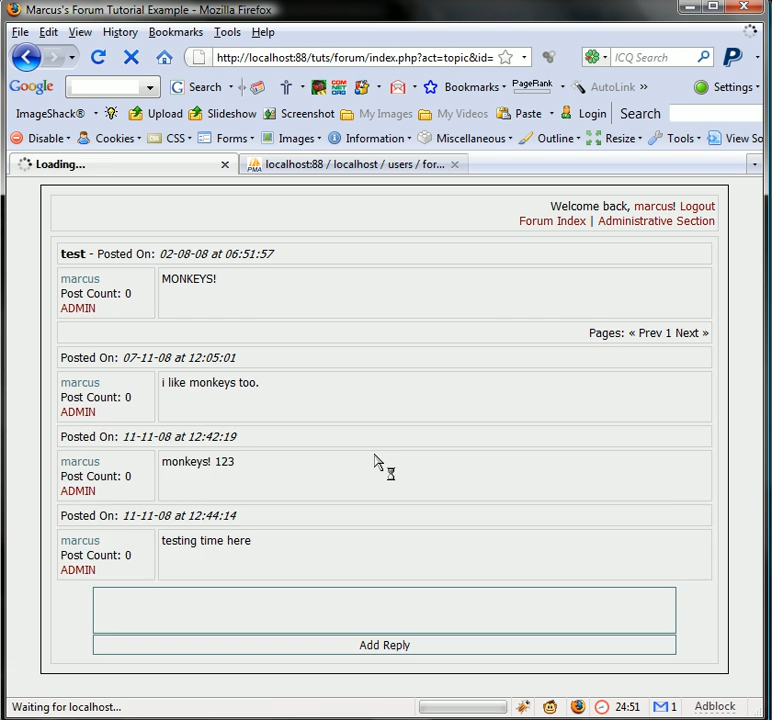 Marcus's Forum Tutorial Example - Mozilla Firefox
File Edit View History Bookmarks Tools Help
http://localhost:88/tuts/forum/index.php?act=topic&id= ICQ Search
Google Search Bookmarks PageRank AutoLink » Settings
ImageShack® Upload Slideshow Screenshot My Images My Videos Paste Login Search
Disable Cookies CSS Forms Images Information Miscellaneous Outline Resize Tools View So
Loading... localhost:88 / localhost / users / for...
Welcome back, marcus! Logout
Forum Index | Administrative Section
test - Posted On: 02-08-08 at 06:51:57
marcus MONKEYS!
Post Count: 0
ADMIN
Pages: « Prev 1 Next »
Posted On: 07-11-08 at 12:05:01
marcus i like monkeys too.
Post Count: 0
ADMIN
Posted On: 11-11-08 at 12:42:19
marcus monkeys! 123
Post Count: 0
ADMIN
Posted On: 11-11-08 at 12:44:14
marcus testing time here
Post Count: 0
ADMIN
Add Reply
Waiting for localhost... 24:51 1 Adblock